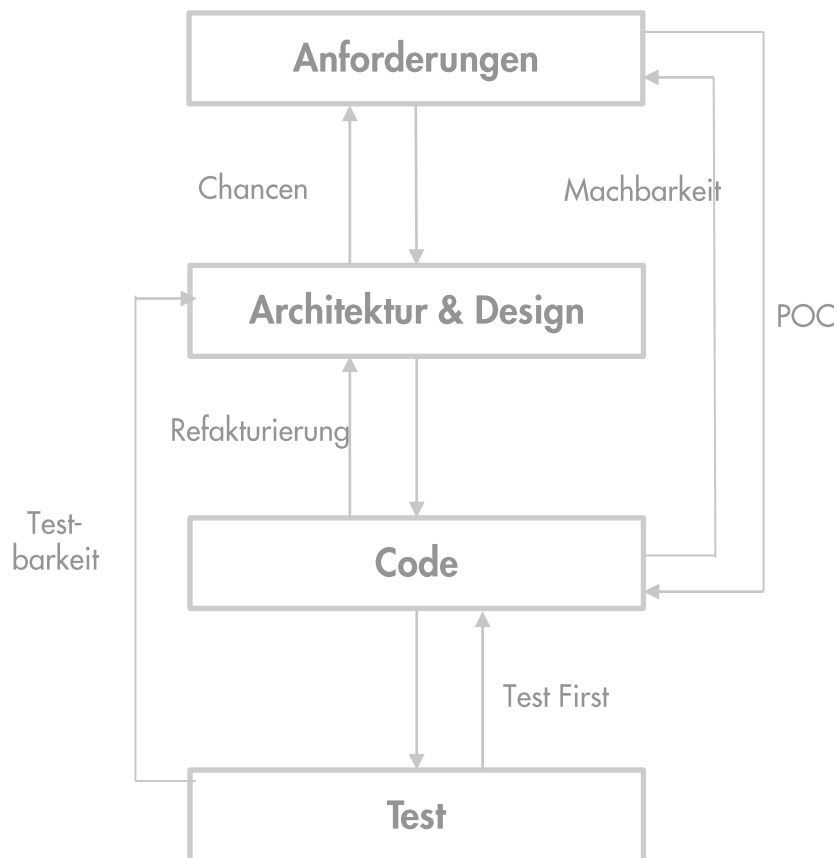 Anforderungen
Chancen
Machbarkeit
Architektur & Design
POC
Refakturierung
Test-
barkeit
Code
Test First
Test